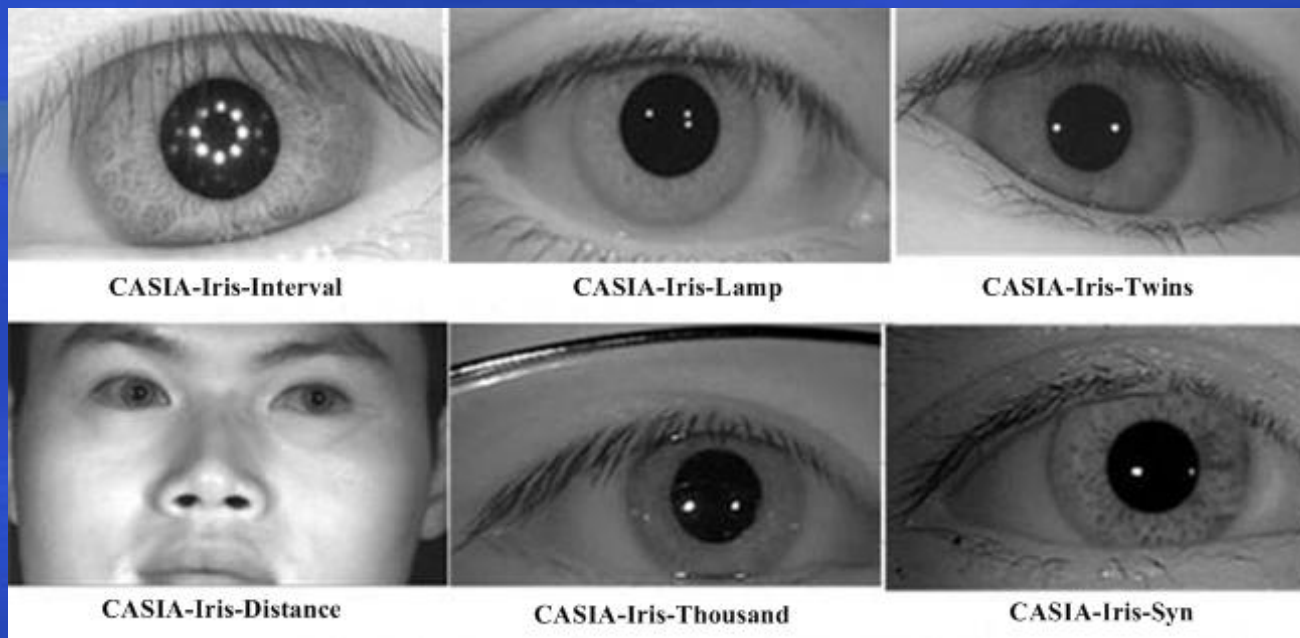 CASIA-Iris-Interval
CASIA-Iris-Lamp
CASIA-Iris-Twins
CASIA-Iris-Distance
CASIA-Iris-Thousand
CASIA-Iris-Syn